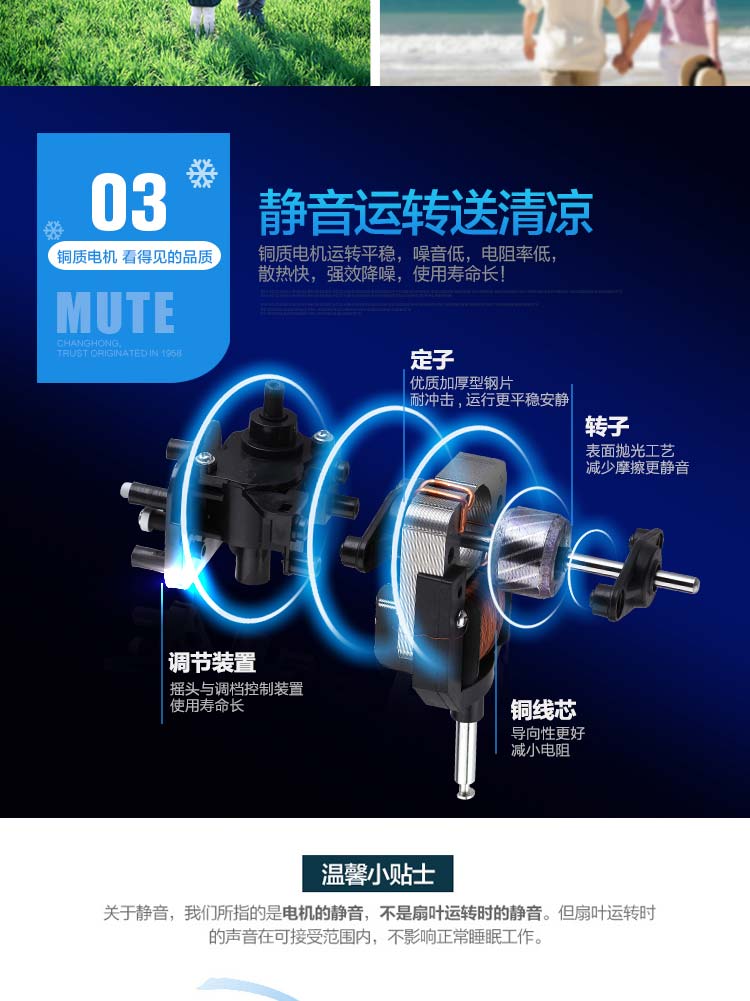 03
铜质电机 看得见的品质
MUTE
CHANGHONG,
TRUST ORIGINATED IN 1958
静音运转送清凉
铜质电机运转平稳，噪音低，电阻率低，
散热快，强效降噪，使用寿命长！
定子
优质加厚型钢片
耐冲击，运行更平稳安静
转子
表面抛光工艺
减少摩擦更静音
调节装置
摇头与调档控制装置
使用寿命长
铜线芯
导向性更好
减小电阻
温馨小贴士
关于静音，我们所指的是电机的静音，不是扇叶运转时的静音。但扇叶运转时
的声音在可接受范围内，不影响正常睡眠工作。